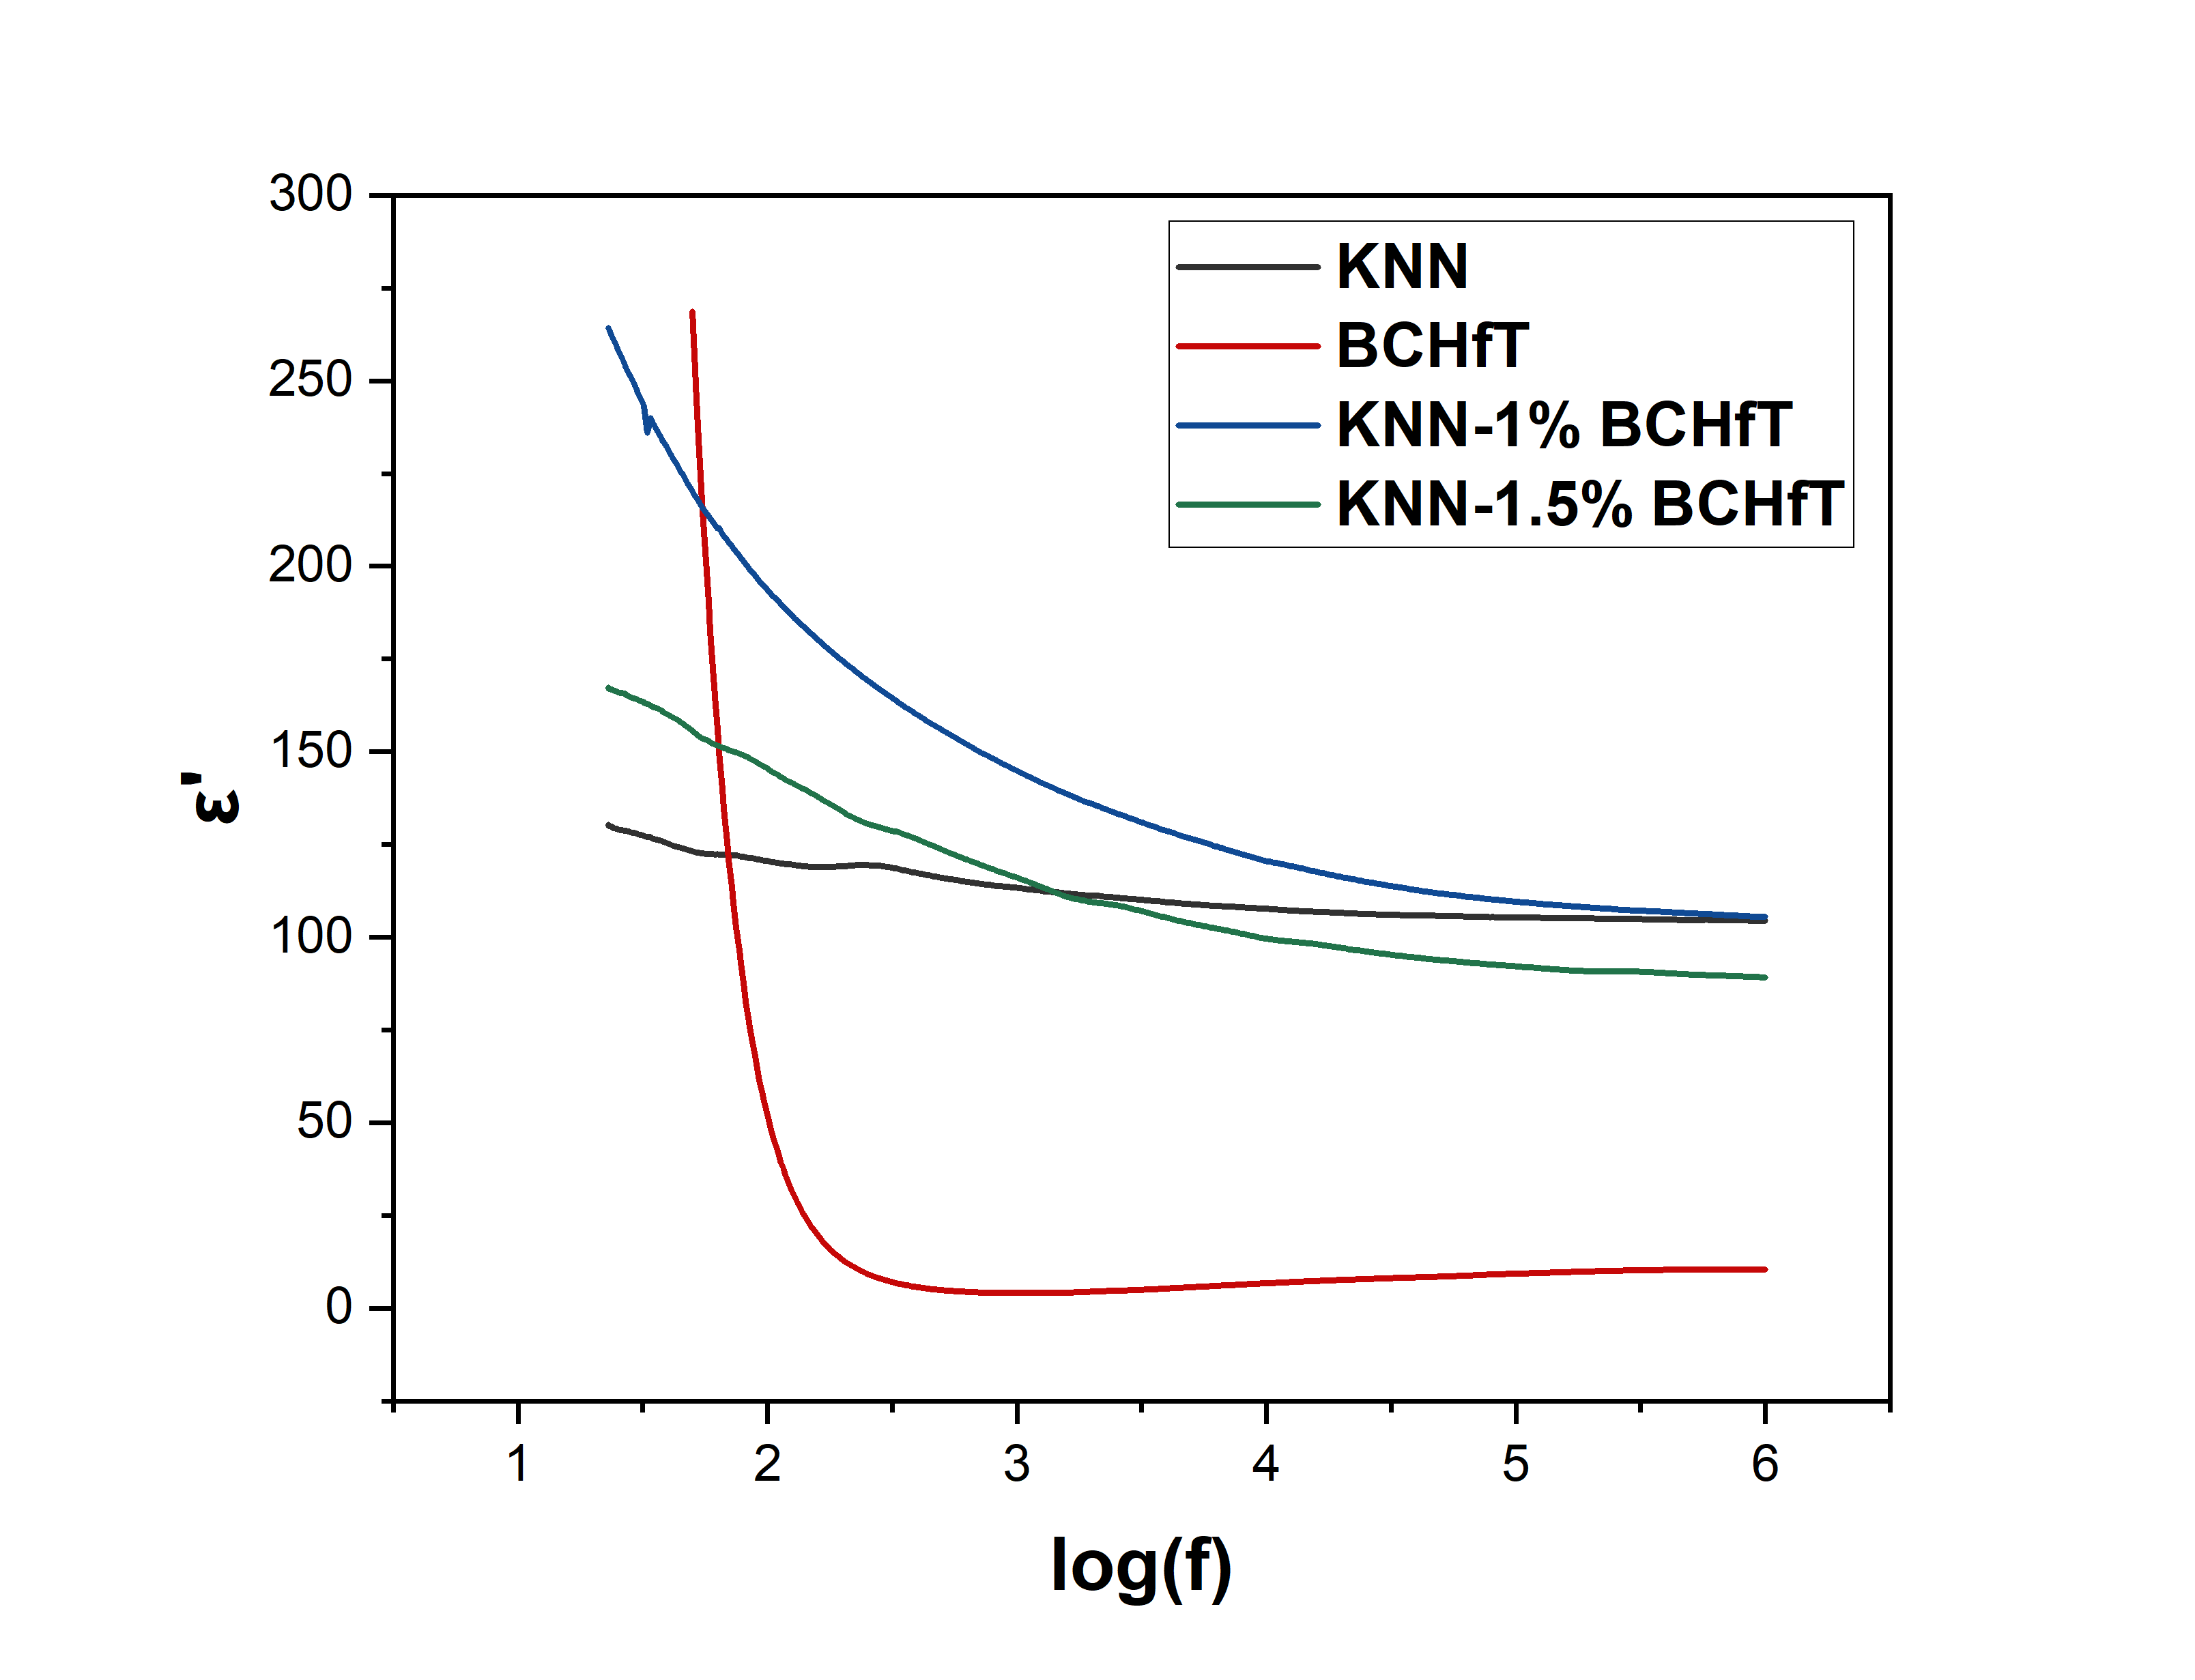 300
250
200
150
100
50
0
ε'
KNN
BCHfT
KNN-1% BCHfT
KNN-1.5% BCHfT
1 2 3 4 5 6
log(f)